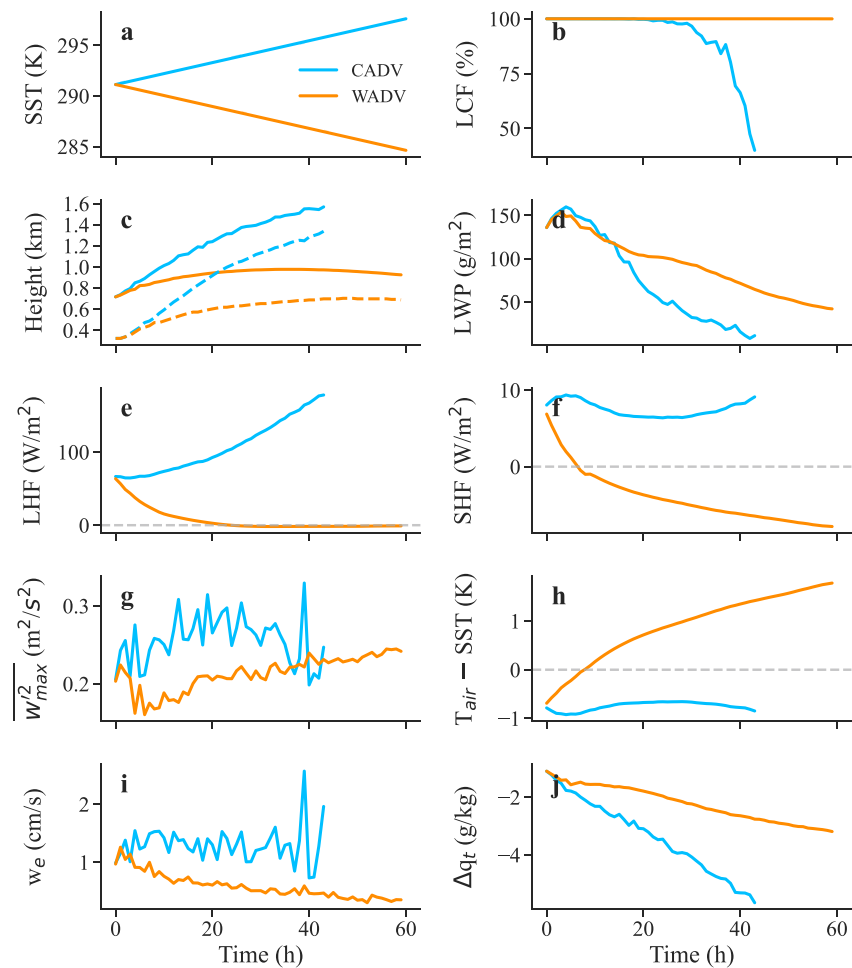 a
SST (K)
295
290
285
CADV
WADV
b
LCF (%)
100
75
50
c
Height (km)
1.6
1.4
1.2
1.0
0.8
0.6
0.4
d
LWP (g/m²)
150
100
50
e
LHF (W/m²)
100
0
f
SHF (W/m²)
10
0
g
w'²max (m²/s²)
0.3
0.2
h
Tair − SST (K)
1
0
−1
i
we (cm/s)
2
1
0
20
40
60
Time (h)
j
Δqt (g/kg)
−2
−4
0
20
40
60
Time (h)